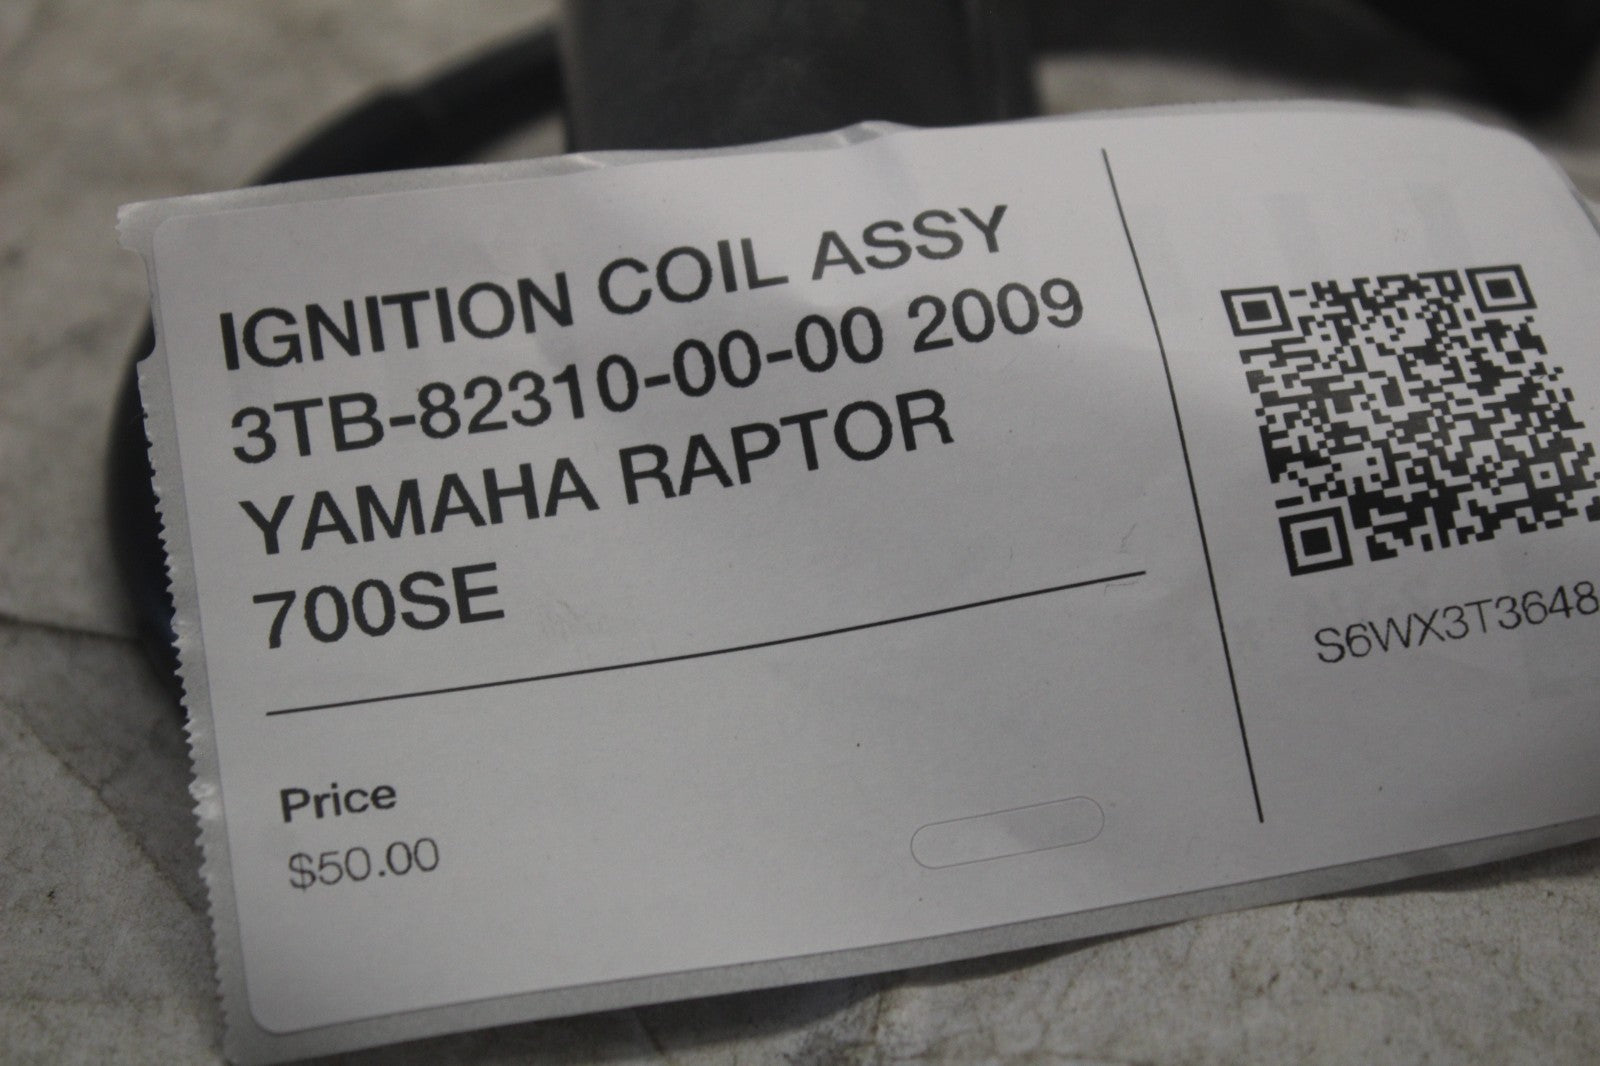 IGNITION COIL ASSY
3TB-82310-00-00 2009
YAMAHA RAPTOR
700SE
Price
$50.00
S6WX3T3648